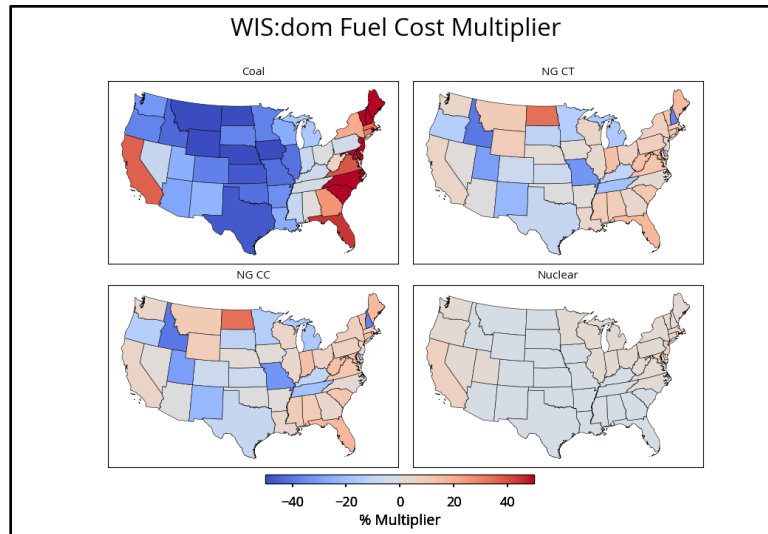 WIS:dom Fuel Cost Multiplier
Coal
NG CT
NG CC
Nuclear
−40 −20 0 20 40
% Multiplier